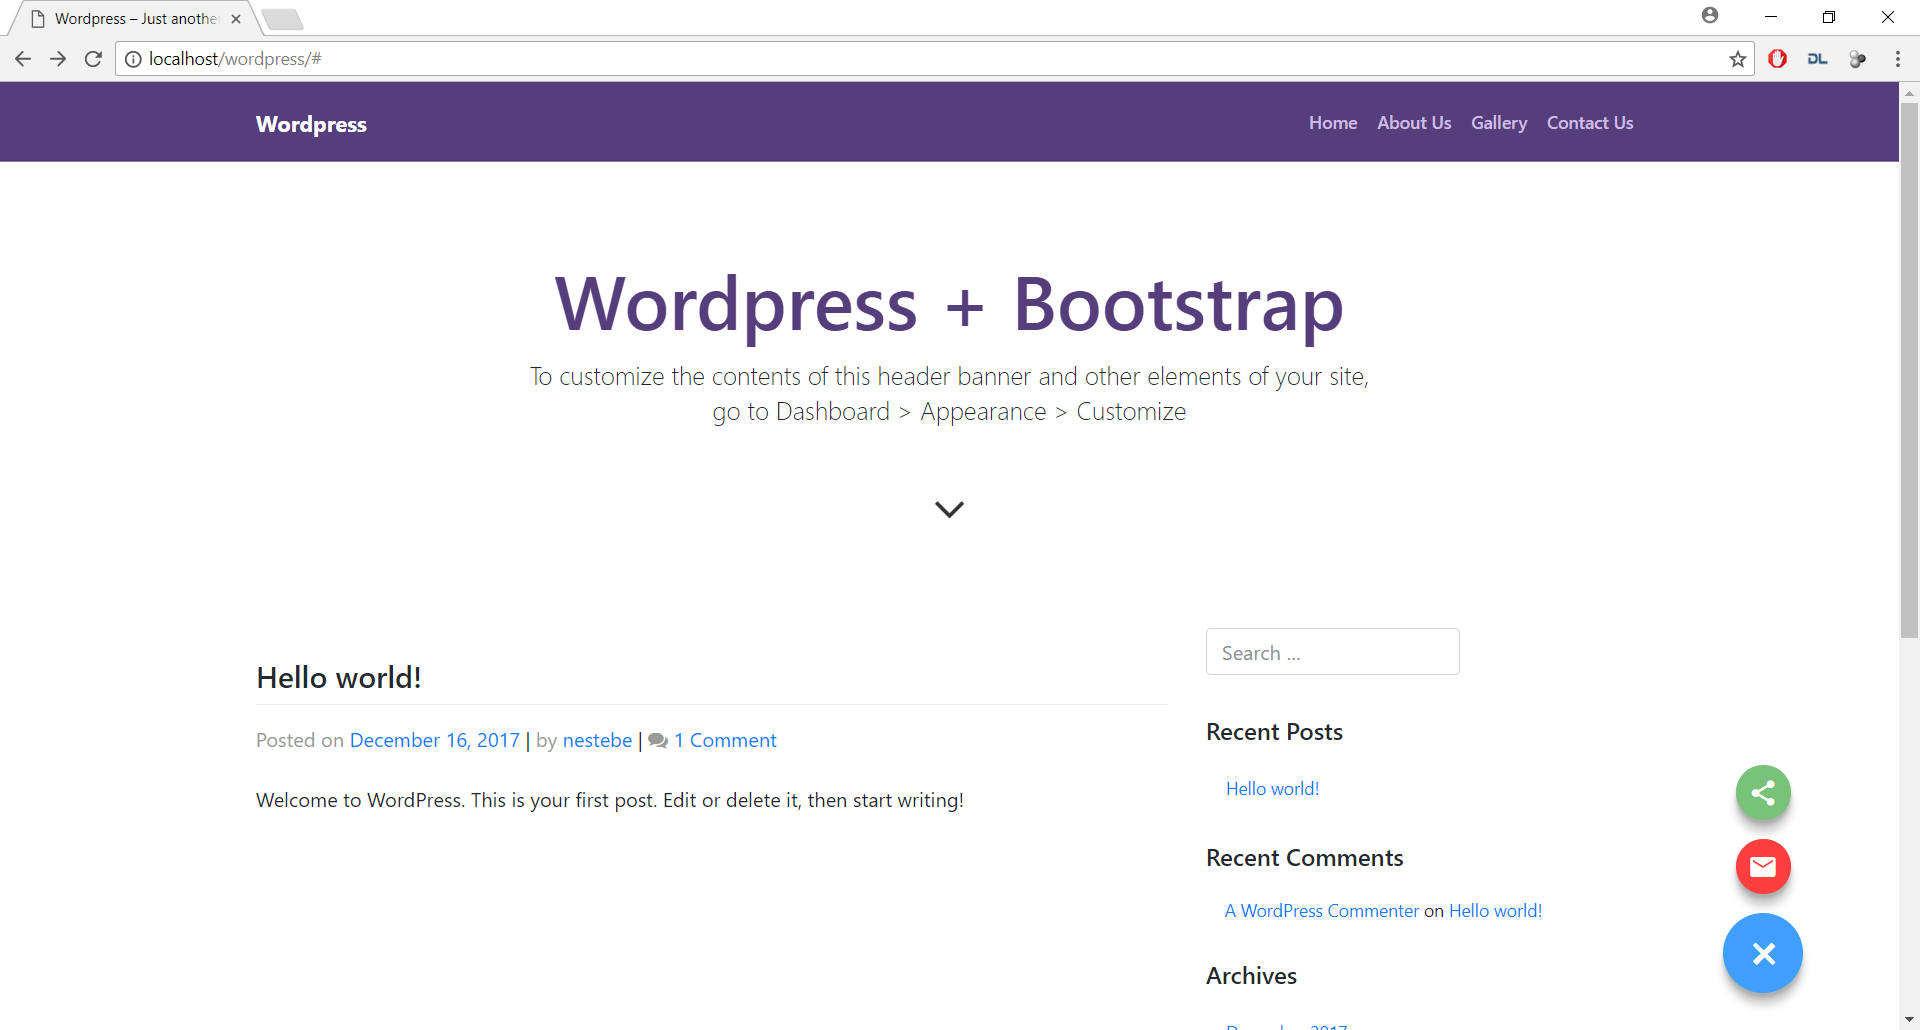 Wordpress – Just anothe
localhost/wordpress/#
DL
Wordpress
Home About Us Gallery Contact Us
Wordpress + Bootstrap
To customize the contents of this header banner and other elements of your site,
go to Dashboard > Appearance > Customize
Hello world!
Posted on December 16, 2017 | by nestebe | 1 Comment
Welcome to WordPress. This is your first post. Edit or delete it, then start writing!
Search ...
Recent Posts
Hello world!
Recent Comments
A WordPress Commenter on Hello world!
Archives